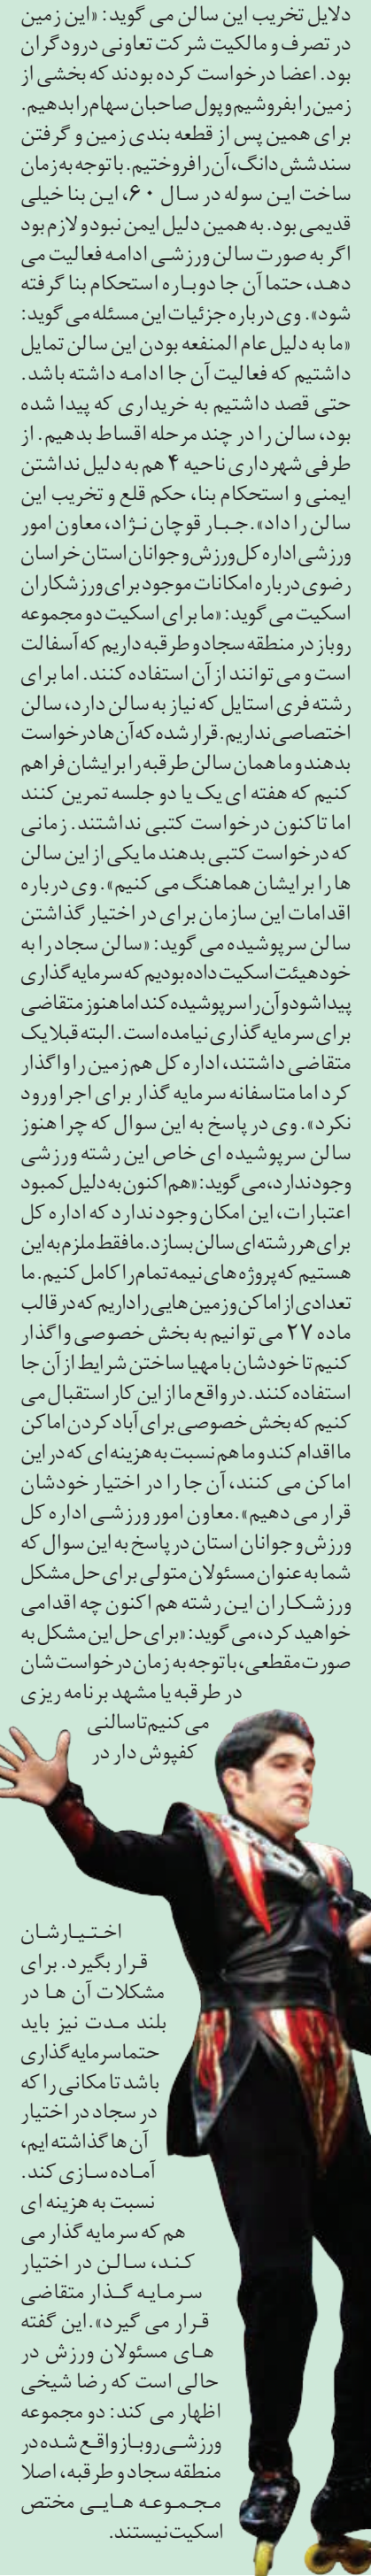 دلایل تخریب این سالن می گوید: «این زمین
در تصرف و مالکیت شرکت تعاونی درودگران
بود. اعضا درخواست کرده بودند که بخشی از
زمین را بفروشیم و پول صاحبان سهام را بدهیم.
برای همین پس از قطعه بندی زمین و گرفتن
سند شش دانگ، آن را فروختیم. با توجه به زمان
ساخت این سوله در سال ۶۰، این بنا خیلی
قدیمی بود. به همین دلیل ایمن نبود و لازم بود
اگر به صورت سالن ورزشی ادامه فعالیت می
دهد، حتما آن جا دوباره استحکام بنا گرفته
شود». وی درباره جزئیات این مسئله می گوید:
«ما به دلیل عام المنفعه بودن این سالن تمایل
داشتیم که فعالیت آن جا ادامه داشته باشد.
حتی قصد داشتیم به خریداری که پیدا شده
بود، سالن را در چند مرحله اقساط بدهیم. از
طرفی شهرداری ناحیه ۴ هم به دلیل نداشتن
ایمنی و استحکام بنا، حکم قلع و تخریب این
سالن را داد». جبار قوچان نژاد، معاون امور
ورزشی اداره کل ورزش و جوانان استان خراسان
رضوی درباره امکانات موجود برای ورزشکاران
اسکیت می گوید: «ما برای اسکیت دو مجموعه
روباز در منطقه سجاد و طرقبه داریم که آسفالت
است و می توانند از آن استفاده کنند. اما برای
رشته فری استایل که نیاز به سالن دارد، سالن
اختصاصی نداریم. قرار شده که آن ها درخواست
بدهند و ما همان سالن طرقبه را برایشان فراهم
کنیم که هفته ای یک یا دو جلسه تمرین کنند
اما تاکنون درخواست کتبی نداشتند. زمانی
که درخواست کتبی بدهند ما یکی از این سالن
ها را برایشان هماهنگ می کنیم». وی درباره
اقدامات این سازمان برای در اختیار گذاشتن
سالن سرپوشیده می گوید: «سالن سجاد را به
خود هیئت اسکیت داده بودیم که سرمایه گذاری
پیدا شود و آن را سرپوشیده کند اما هنوز متقاضی
برای سرمایه گذاری نیامده است. البته قبلا یک
متقاضی داشتند، اداره کل هم زمین را واگذار
کرد اما متاسفانه سرمایه گذار برای اجرا ورود
نکرد». وی در پاسخ به این سوال که چرا هنوز
سالن سرپوشیده ای خاص این رشته ورزشی
وجود ندارد، می گوید: «هم اکنون به دلیل کمبود
اعتبارات، این امکان وجود ندارد که اداره کل
برای هر رشته ای سالن بسازد. ما فقط ملزم به این
هستیم که پروژه های نیمه تمام را کامل کنیم. ما
تعدادی از اماکن و زمین هایی را داریم که در قالب
ماده ۲۷ می توانیم به بخش خصوصی واگذار
کنیم تا خودشان با مهیا ساختن شرایط از آن جا
استفاده کنند. در واقع ما از این کار استقبال می
کنیم که بخش خصوصی برای آباد کردن اماکن
ما اقدام کند و ما هم نسبت به هزینه ای که در این
اماکن می کنند، آن جا را در اختیار خودشان
قرار می دهیم». معاون امور ورزشی اداره کل
ورزش و جوانان استان در پاسخ به این سوال که
شما به عنوان مسئولان متولی برای حل مشکل
ورزشکاران این رشته هم اکنون چه اقدامی
خواهید کرد، می گوید: «برای حل این مشکل به
صورت مقطعی، با توجه به زمان درخواست شان
در طرقبه یا مشهد برنامه ریزی
می کنیم تا سالنی
کفپوش دار در
اختیارشان
قرار بگیرد. برای
مشکلات آن ها در
بلند مدت نیز باید
حتما سرمایه گذاری
باشد تا مکانی را که
در سجاد در اختیار
آن ها گذاشته ایم،
آماده سازی کند.
نسبت به هزینه ای
هم که سرمایه گذار می
کند، سالن در اختیار
سرمایه گذار متقاضی
قرار می گیرد». این گفته
های مسئولان ورزش در
حالی است که رضا شیخی
اظهار می کند: دو مجموعه
ورزشی روباز واقع شده در
منطقه سجاد و طرقبه، اصلا
مجموعه هایی مختص
اسکیت نیستند.